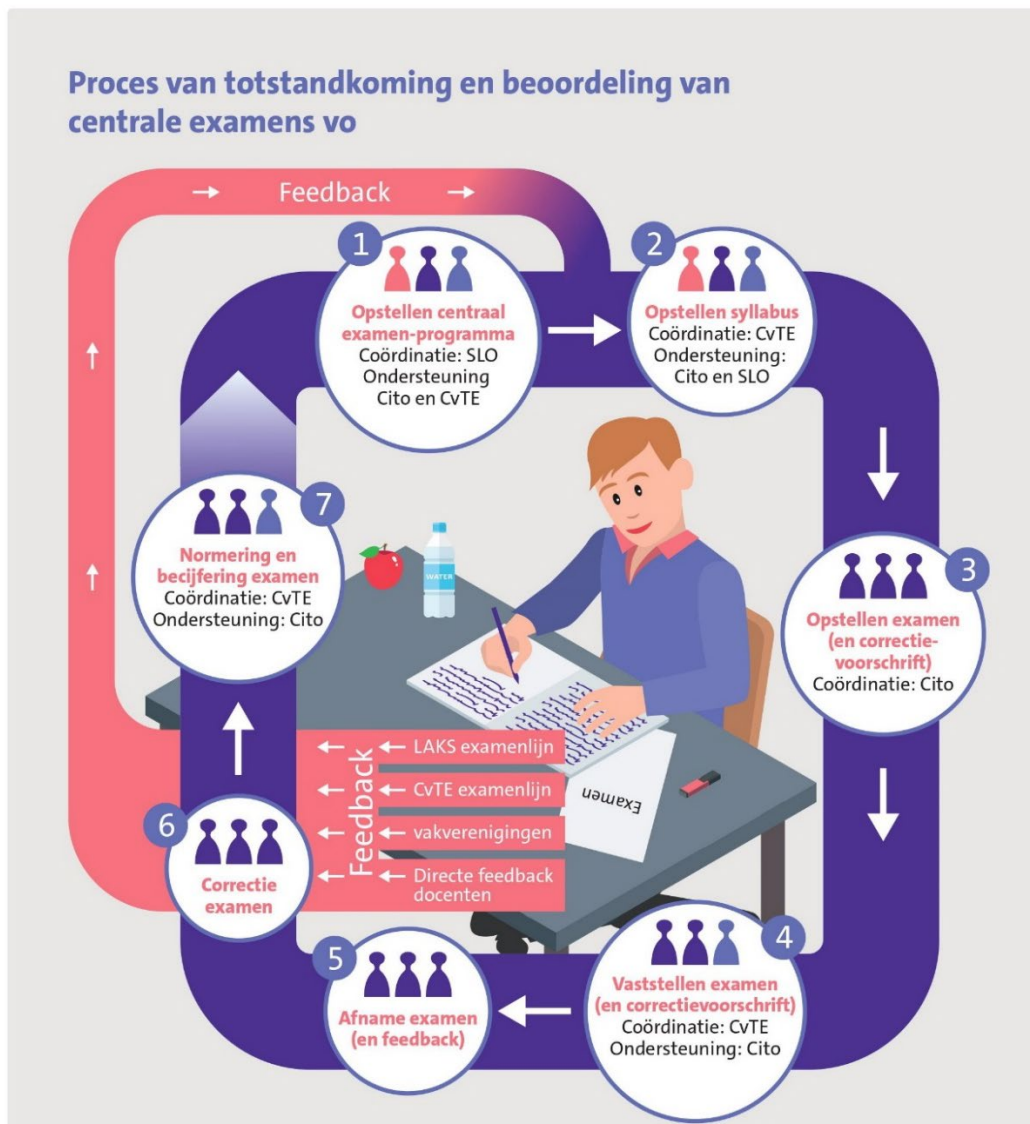 Proces van totstandkoming en beoordeling van
centrale examens vo
→ Feedback →
1
Opstellen centraal
examen-programma
Coördinatie: SLO
Ondersteuning
Cito en CvTE
2
Opstellen syllabus
Coördinatie: CvTE
Ondersteuning:
Cito en SLO
3
Opstellen examen
(en correctie-
voorschrift)
Coördinatie: Cito
4
Vaststellen examen
(en correctievoorschrift)
Coördinatie: CvTE
Ondersteuning: Cito
5
Afname examen
(en feedback)
6
Correctie
examen
7
Normering en
becijfering examen
Coördinatie: CvTE
Ondersteuning: Cito
Feedback
LAKS examenlijn
CvTE examenlijn
vakverenigingen
Directe feedback
docenten
WATER
Examen